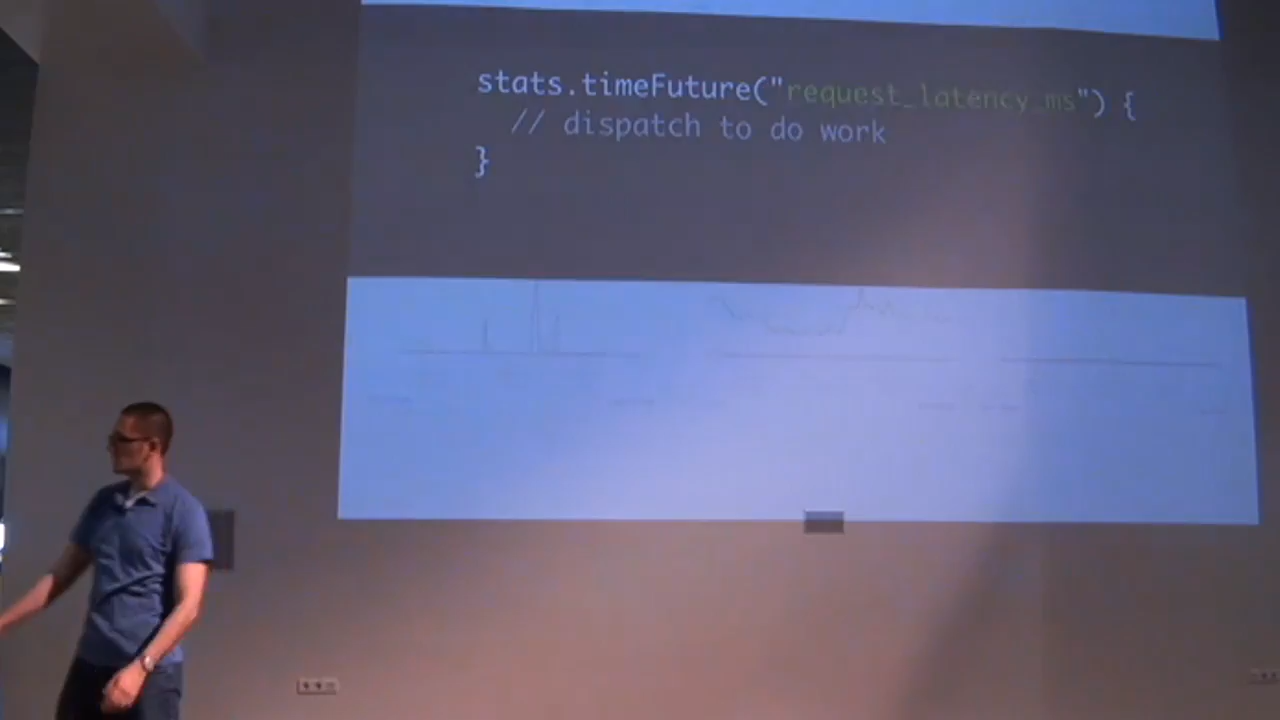 stats.timeFuture("request_latency_ms") {
// dispatch to do work
}